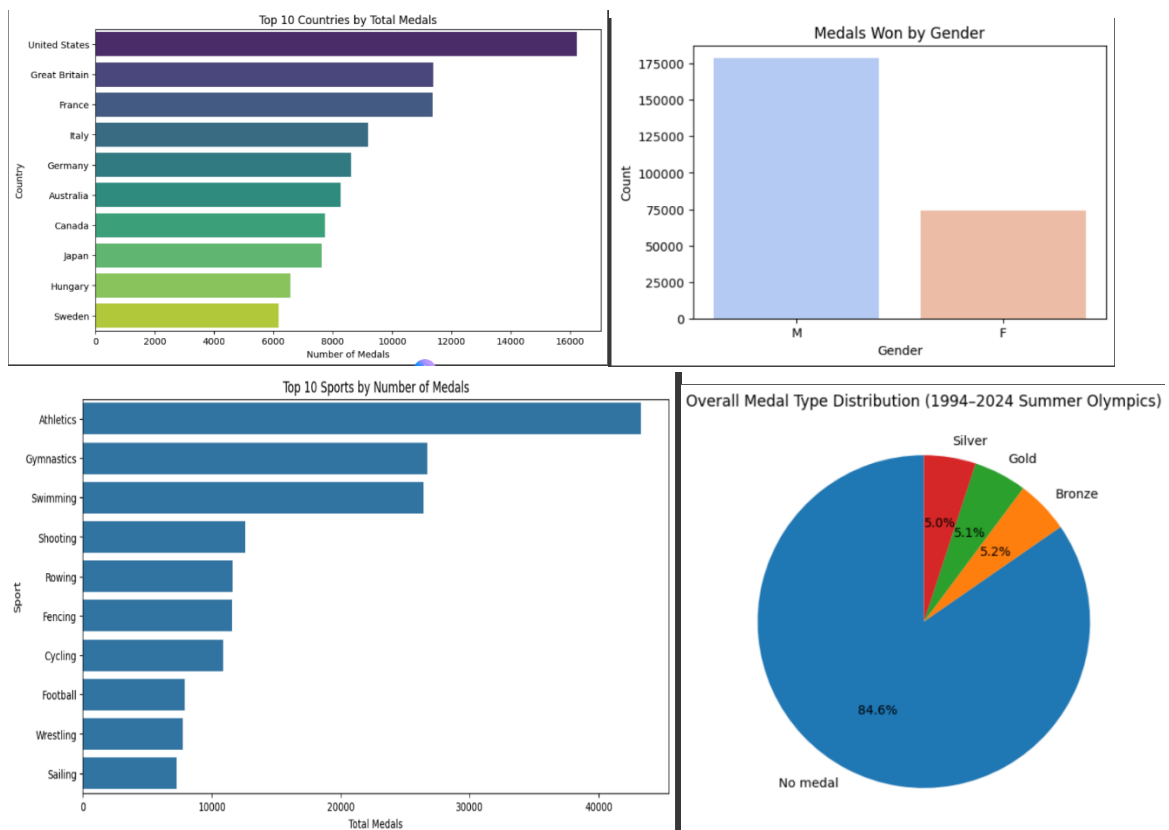 Top 10 Countries by Total Medals
Country
United States
Great Britain
France
Italy
Germany
Australia
Canada
Japan
Hungary
Sweden
0 2000 4000 6000 8000 10000 12000 14000 16000
Number of Medals
Medals Won by Gender
Count
175000
150000
125000
100000
75000
50000
25000
0
M F
Gender
Top 10 Sports by Number of Medals
Sport
Athletics
Gymnastics
Swimming
Shooting
Rowing
Fencing
Cycling
Football
Wrestling
Sailing
0 10000 20000 30000 40000
Total Medals
Overall Medal Type Distribution (1994–2024 Summer Olympics)
Silver
Gold
Bronze
5.0%
5.1%
5.2%
84.6%
No medal